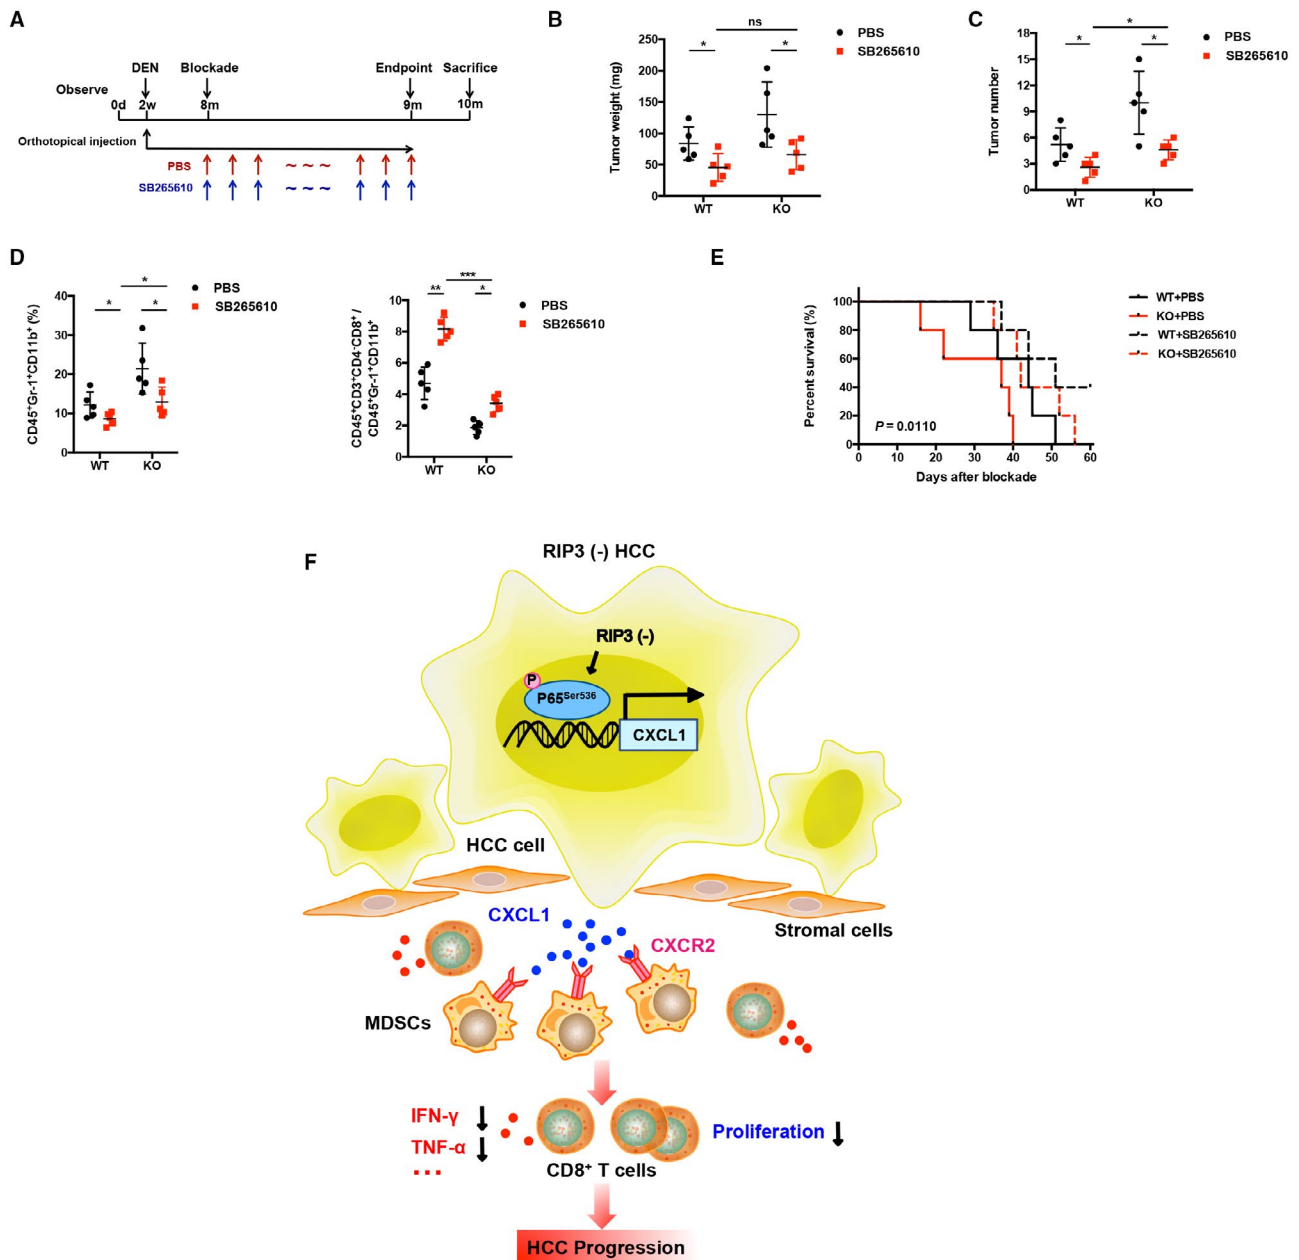 A
DEN
Blockade
Endpoint
Sacrifice
Observe
0d
2w
8m
9m
10m
Orthotopical injection
PBS
~ ~ ~
SB265610
~ ~ ~
B
ns
*
*
PBS
SB265610
Tumor weight (mg)
250
200
150
100
50
0
WT
KO
C
*
*
*
PBS
SB265610
Tumor number
18
15
12
9
6
3
0
WT
KO
D
*
*
*
PBS
SB265610
CD45⁺Gr-1⁺CD11b⁺ (%)
40
30
20
10
0
WT
KO
***
**
*
PBS
SB265610
CD45⁺CD3⁺CD4⁻CD8⁺ /
CD45⁺Gr-1⁺CD11b⁺
10
8
6
4
2
0
WT
KO
E
Percent survival (%)
100
80
60
40
20
0
P = 0.0110
0
10
20
30
40
50
60
Days after blockade
WT+PBS
KO+PBS
WT+SB265610
KO+SB265610
F
RIP3 (-) HCC
RIP3 (-)
P
P65Ser536
CXCL1
HCC cell
Stromal cells
CXCL1
CXCR2
MDSCs
IFN-γ
TNF-α
...
Proliferation
CD8⁺ T cells
HCC Progression